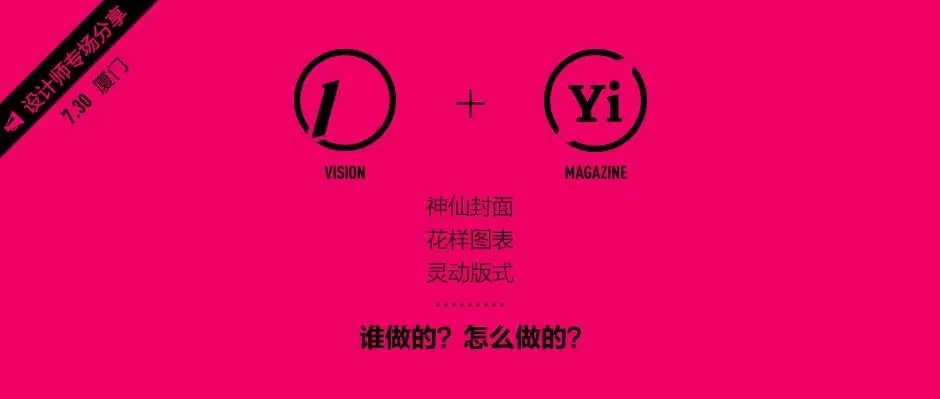 设计师专场分享
7.30 厦门
1 + Yi
VISION MAGAZINE
神仙封面
花样图表
灵动版式
·········
谁做的？怎么做的？